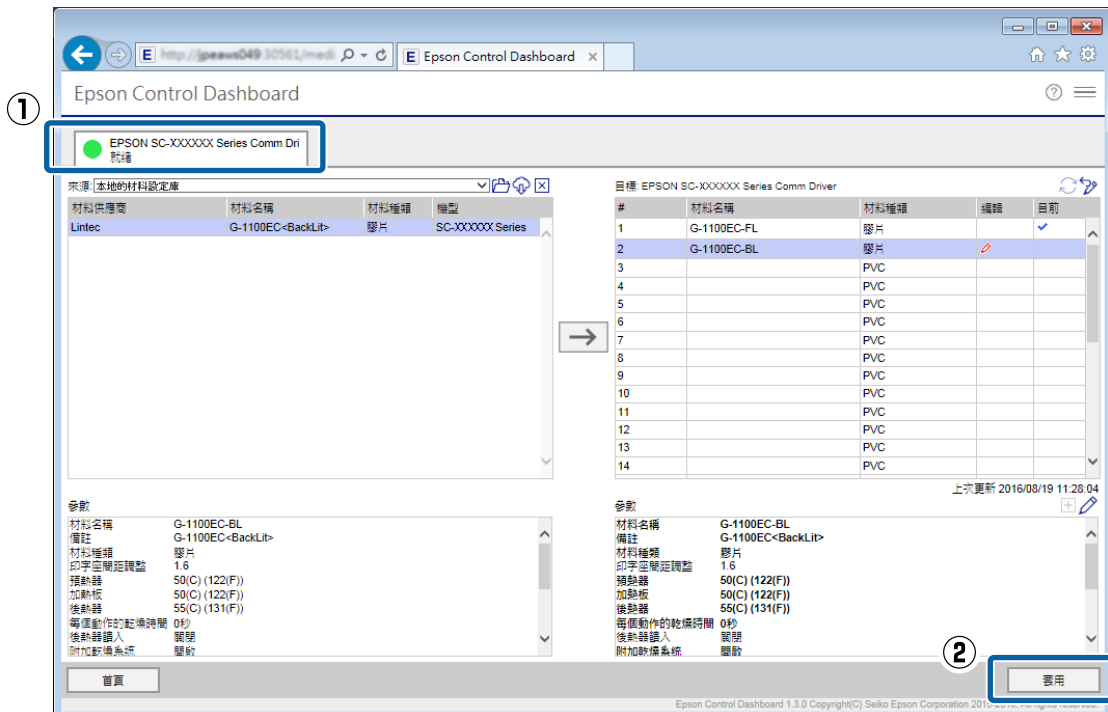 Epson Control Dashboard
Epson Control Dashboard
①
EPSON SC-XXXXXX Series Comm Dri
就緒
來源: 本地的材料設定庫
材料供應商 材料名稱 材料種類 機型
Lintec G-1100EC<BackLit> 膠片 SC-XXXXXX Series
目標: EPSON SC-XXXXXX Series Comm Driver
# 材料名稱 材料種類 編輯 目前
1 G-1100EC-FL 膠片
2 G-1100EC-BL 膠片
3 PVC
4 PVC
5 PVC
6 PVC
7 PVC
8 PVC
9 PVC
10 PVC
11 PVC
12 PVC
13 PVC
14 PVC
上次更新 2016/08/19 11:28:04
參數
材料名稱 G-1100EC-BL
備註 G-1100EC<BackLit>
材料種類 膠片
印字座間距調整 1.6
預熱器 50(C) (122(F))
加熱板 50(C) (122(F))
後熱器 55(C) (131(F))
每個動作的乾燥時間 0秒
後熱器饋入 關閉
附加乾燥系統 開啟
參數
材料名稱 G-1100EC-BL
備註 G-1100EC<BackLit>
材料種類 膠片
印字座間距調整 1.6
預熱器 50(C) (122(F))
加熱板 50(C) (122(F))
後熱器 55(C) (131(F))
每個動作的乾燥時間 0秒
後熱器饋入 關閉
附加乾燥系統 開啟
②
首頁
套用
Epson Control Dashboard 1.3.0 Copyright(C) Seiko Epson Corporation